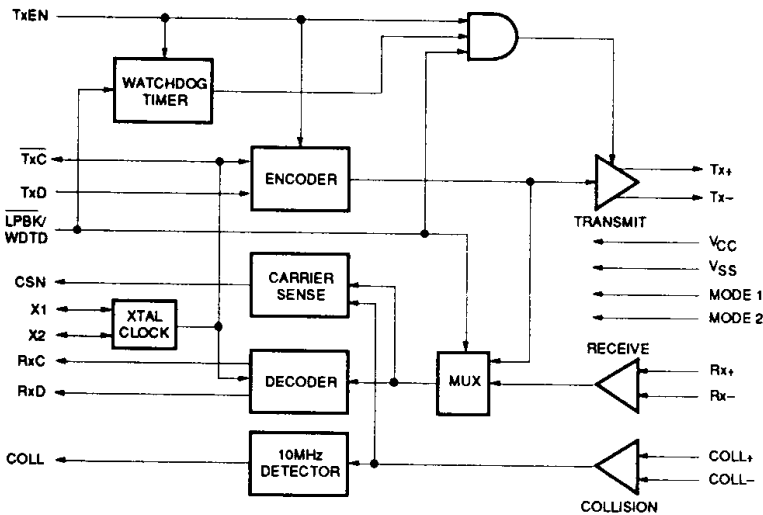 TxEN
WATCHDOG
TIMER
TxC
TxD
LPBK/
WDTD
ENCODER
TRANSMIT
Tx+
Tx–
VCC
VSS
MODE 1
MODE 2
CSN
CARRIER
SENSE
X1
X2
XTAL
CLOCK
RxC
RxD
DECODER
MUX
RECEIVE
Rx+
Rx–
COLL
10MHz
DETECTOR
COLL+
COLL–
COLLISION